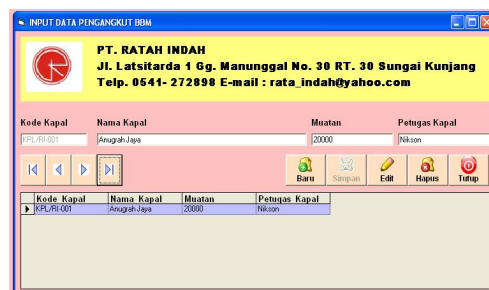 INPUT DATA PENGANGKUT BBM
PT. RATAH INDAH
Jl. Latsitarda 1 Gg. Manunggal No. 30 RT. 30 Sungai Kunjang
Telp. 0541- 272898 E-mail : rata_indah@yahoo.com
Kode Kapal Nama Kapal Muatan Petugas Kapal
KPL/RI-001 Anugrah Jaya 20000 Nikson
Baru Simpan Edit Hapus Tutup
Kode Kapal Nama Kapal Muatan Petugas Kapal
KPL/RI-001 Anugrah Jaya 20000 Nikson